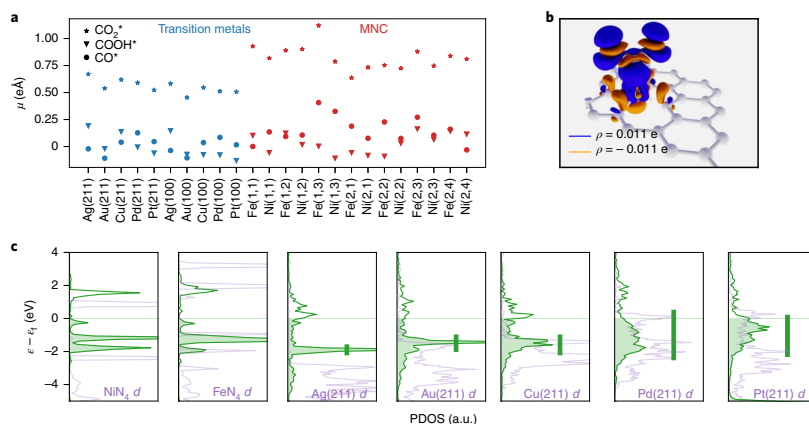 a
Transition metals
MNC
CO2*
COOH*
CO*
μ (eÅ)
1.00
0.75
0.50
0.25
0
Ag(211)
Au(211)
Cu(211)
Pd(211)
Pt(211)
Ag(100)
Au(100)
Cu(100)
Pd(100)
Pt(100)
Fe(1,1)
Ni(1,1)
Fe(1,2)
Ni(1,2)
Fe(1,3)
Ni(1,3)
Fe(2,1)
Ni(2,1)
Fe(2,2)
Ni(2,2)
Fe(2,3)
Ni(2,3)
Fe(2,4)
Ni(2,4)
b
ρ = 0.011 e
ρ = − 0.011 e
c
ε − εf (eV)
4
2
0
−2
−4
NiN4 d
FeN4 d
Ag(211) d
Au(211) d
Cu(211) d
Pd(211) d
Pt(211) d
PDOS (a.u.)